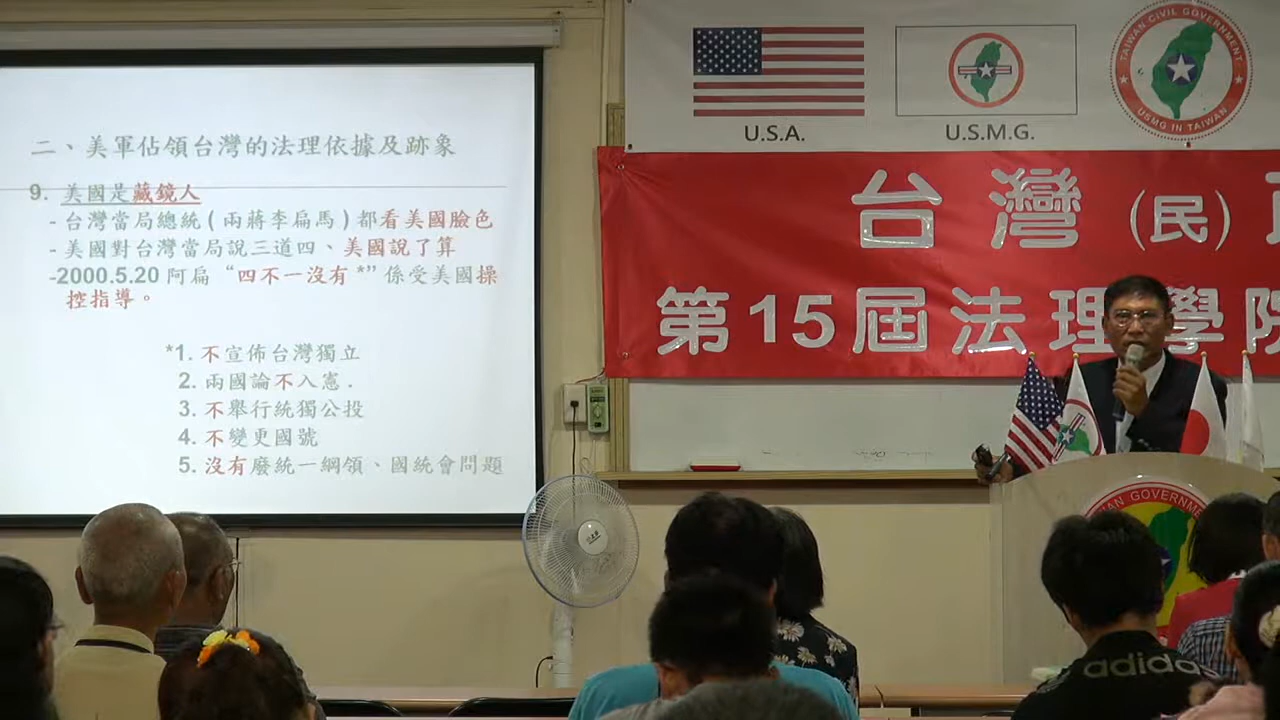 二、美軍佔領台灣的法理依據及跡象
9. 美國是藏鏡人
- 台灣當局總統(兩蔣李扁馬)都看美國臉色
- 美國對台灣當局說三道四、美國說了算
-2000.5.20 阿扁 “四不一沒有*” 係受美國操
控指導。
*1. 不宣佈台灣獨立
2. 兩國論不入憲.
3. 不舉行統獨公投
4. 不變更國號
5. 沒有廢統一綱領、國統會問題
U.S.A.
U.S.M.G.
TAIWAN CIVIL GOVERNMENT
USMG IN TAIWAN
台灣(民)
第15屆法理學院
GOVERNMENT
adidas